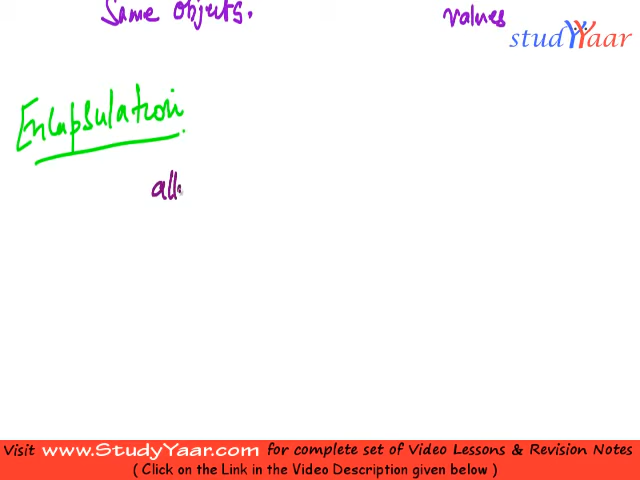 Same objects. values
studYYaar
Encapsulation
all
Visit www.StudyYaar.com for complete set of Video Lessons & Revision Notes
( Click on the Link in the Video Description given below )